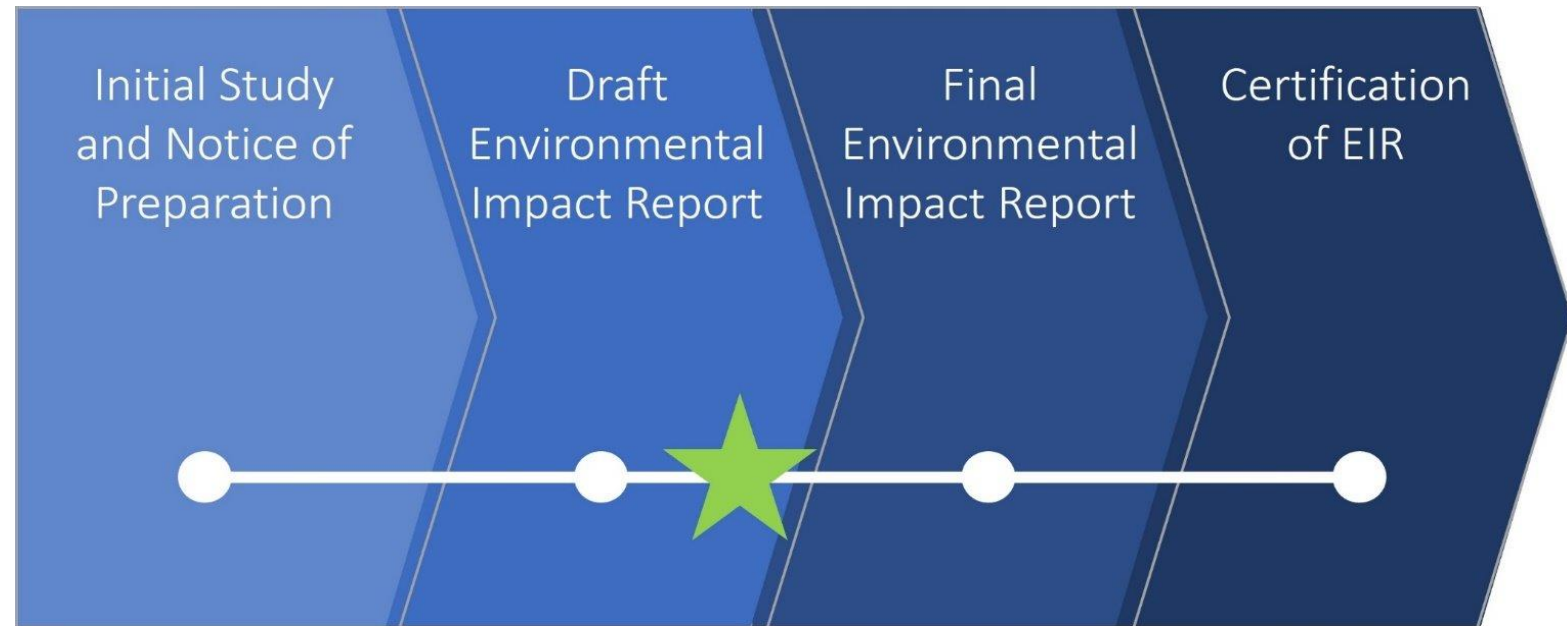 Initial Study
and Notice of
Preparation
Draft
Environmental
Impact Report
Final
Environmental
Impact Report
Certification
of EIR